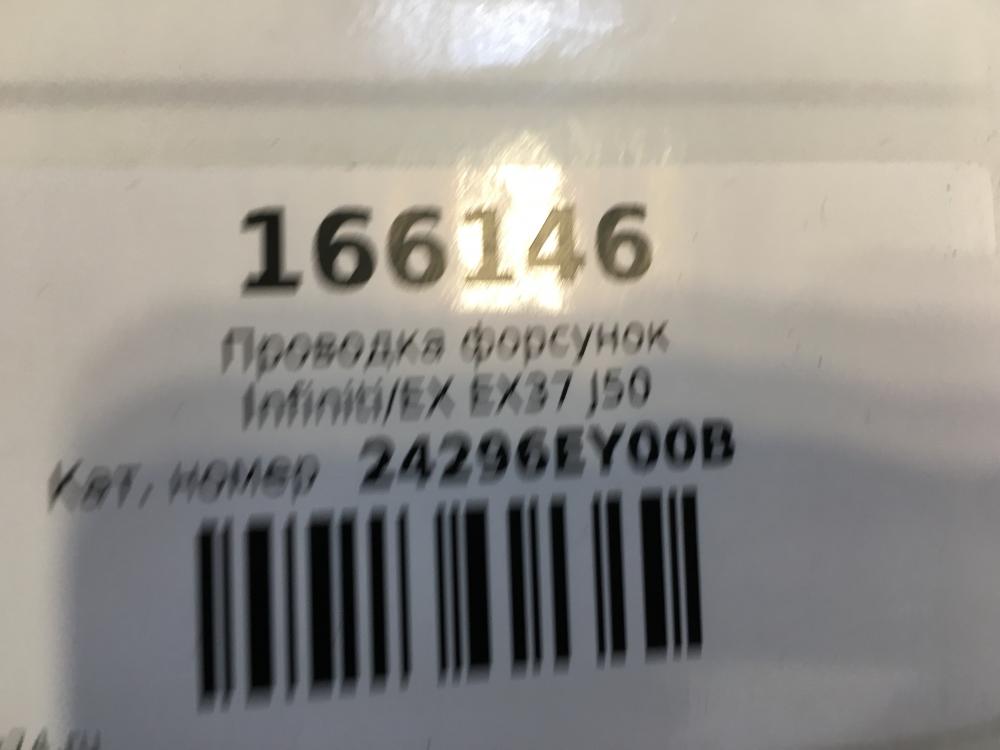 166146
Проводка форсунок
Infiniti/EX EX37 J50
Кат. номер 24296EY00B